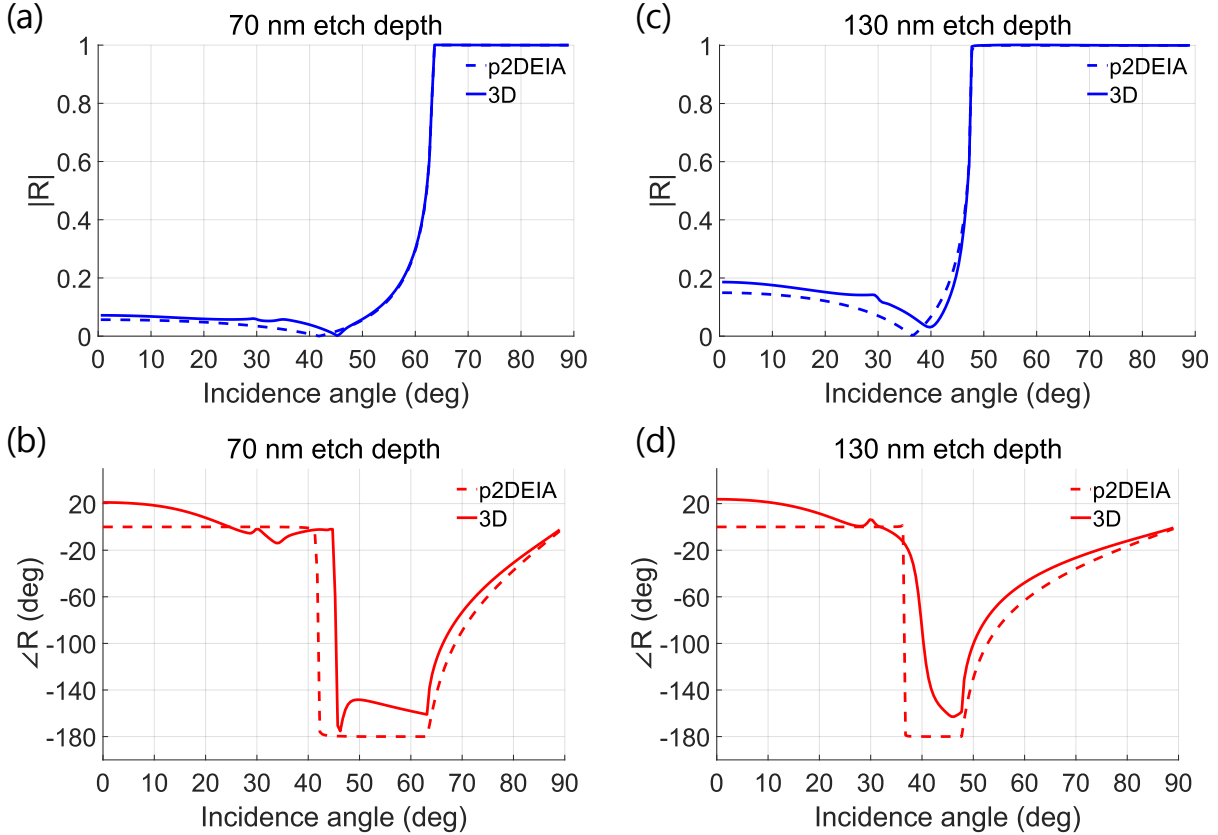 (a)
70 nm etch depth
1
0.8
0.6
0.4
0.2
0
|R|
p2DEIA
3D
0 10 20 30 40 50 60 70 80 90
Incidence angle (deg)
(c)
130 nm etch depth
1
0.8
0.6
0.4
0.2
0
|R|
p2DEIA
3D
0 10 20 30 40 50 60 70 80 90
Incidence angle (deg)
(b)
70 nm etch depth
20
-20
-60
-100
-140
-180
∠R (deg)
p2DEIA
3D
0 10 20 30 40 50 60 70 80 90
Incidence angle (deg)
(d)
130 nm etch depth
20
-20
-60
-100
-140
-180
∠R (deg)
p2DEIA
3D
0 10 20 30 40 50 60 70 80 90
Incidence angle (deg)